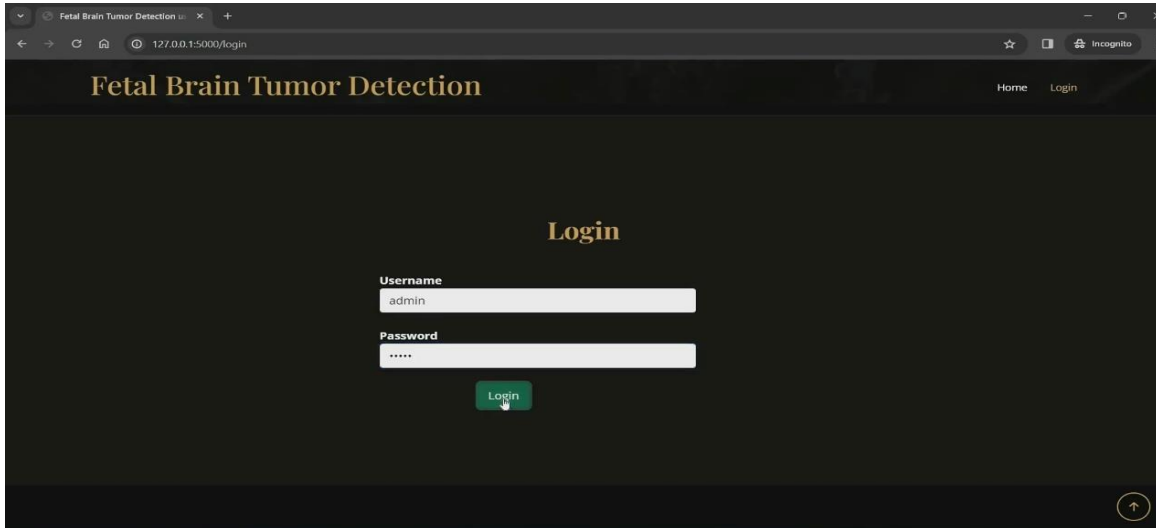 Fetal Brain Tumor Detection u
127.0.0.1:5000/login
Incognito
Fetal Brain Tumor Detection
Home Login
Login
Username
admin
Password
•••••
Login